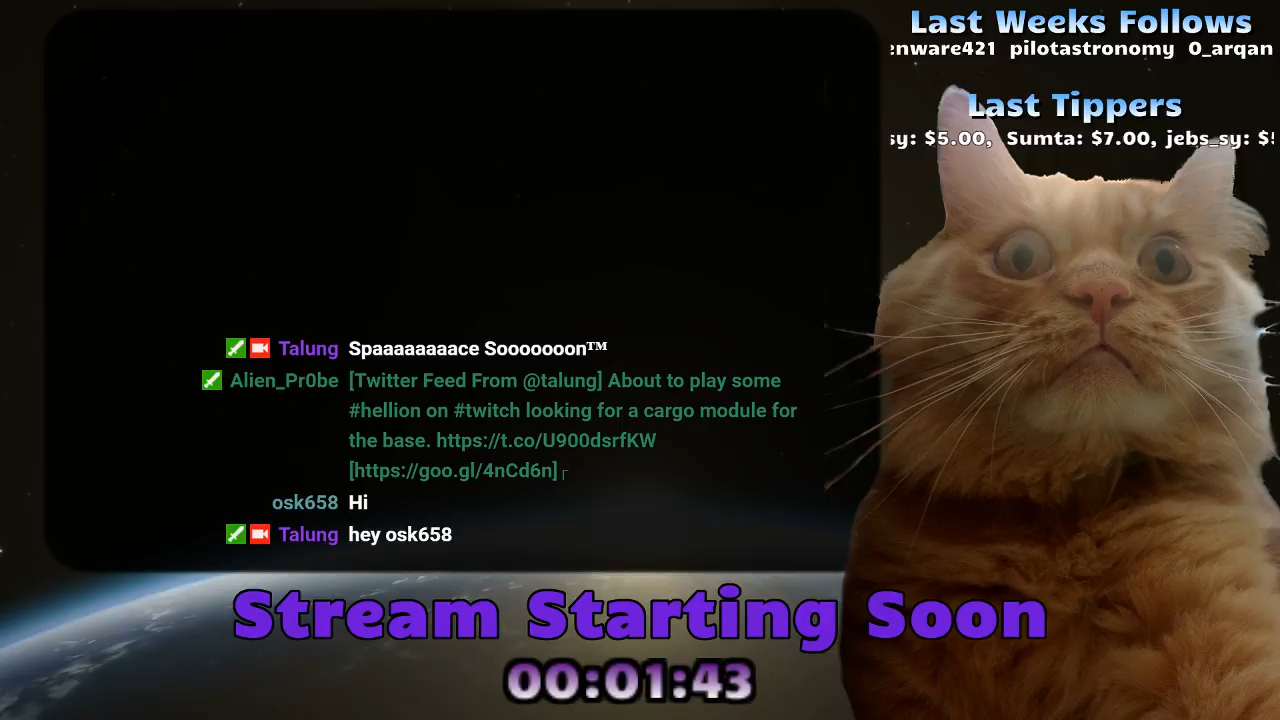 Last Weeks Follows
enware421 pilotastronomy 0_arqan
Last Tippers
sy: $5.00, Sumta: $7.00, jebs_sy: $
Talung Spaaaaaaaace Sooooooon™
Alien_Pr0be [Twitter Feed From @talung] About to play some
#hellion on #twitch looking for a cargo module for
the base. https://t.co/U900dsrfKW
[https://goo.gl/4nCd6n]┌
osk658 Hi
Talung hey osk658
Stream Starting Soon
00:01:43